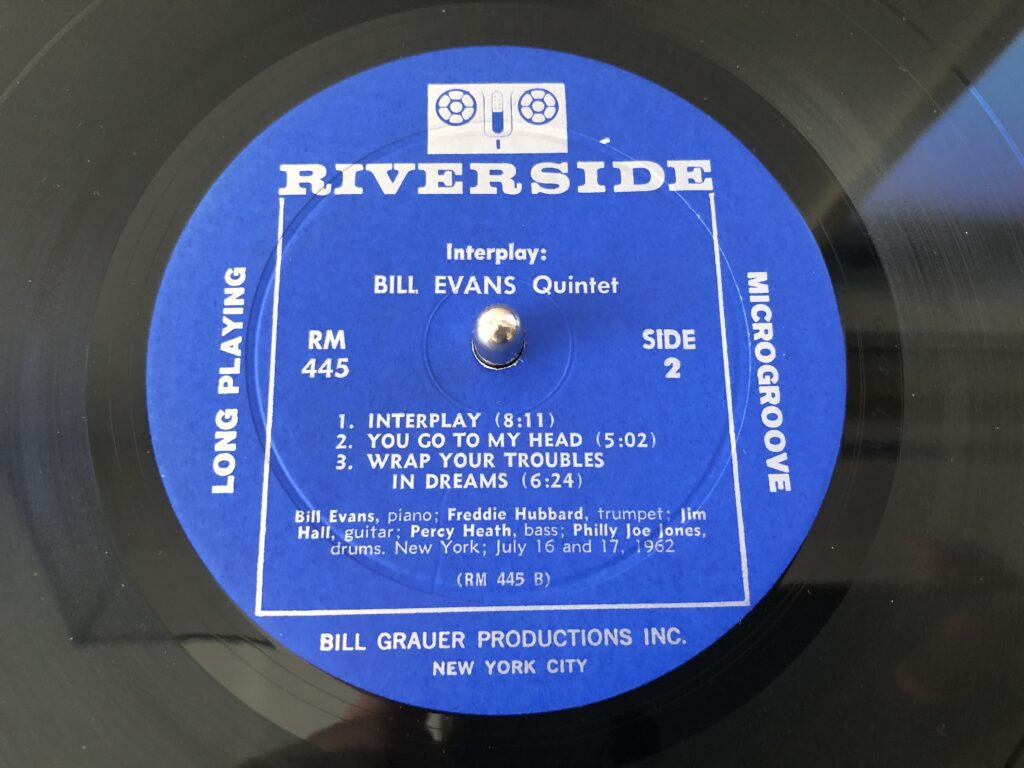 RIVERSIDE
Interplay:
BILL EVANS Quintet
RM
445
SIDE
2
LONG PLAYING
MICROGROOVE
1. INTERPLAY (8:11)
2. YOU GO TO MY HEAD (5:02)
3. WRAP YOUR TROUBLES
IN DREAMS (6:24)
Bill Evans, piano; Freddie Hubbard, trumpet; Jim
Hall, guitar; Percy Heath, bass; Philly Joe Jones,
drums. New York; July 16 and 17, 1962
(RM 445 B)
BILL GRAUER PRODUCTIONS INC.
NEW YORK CITY